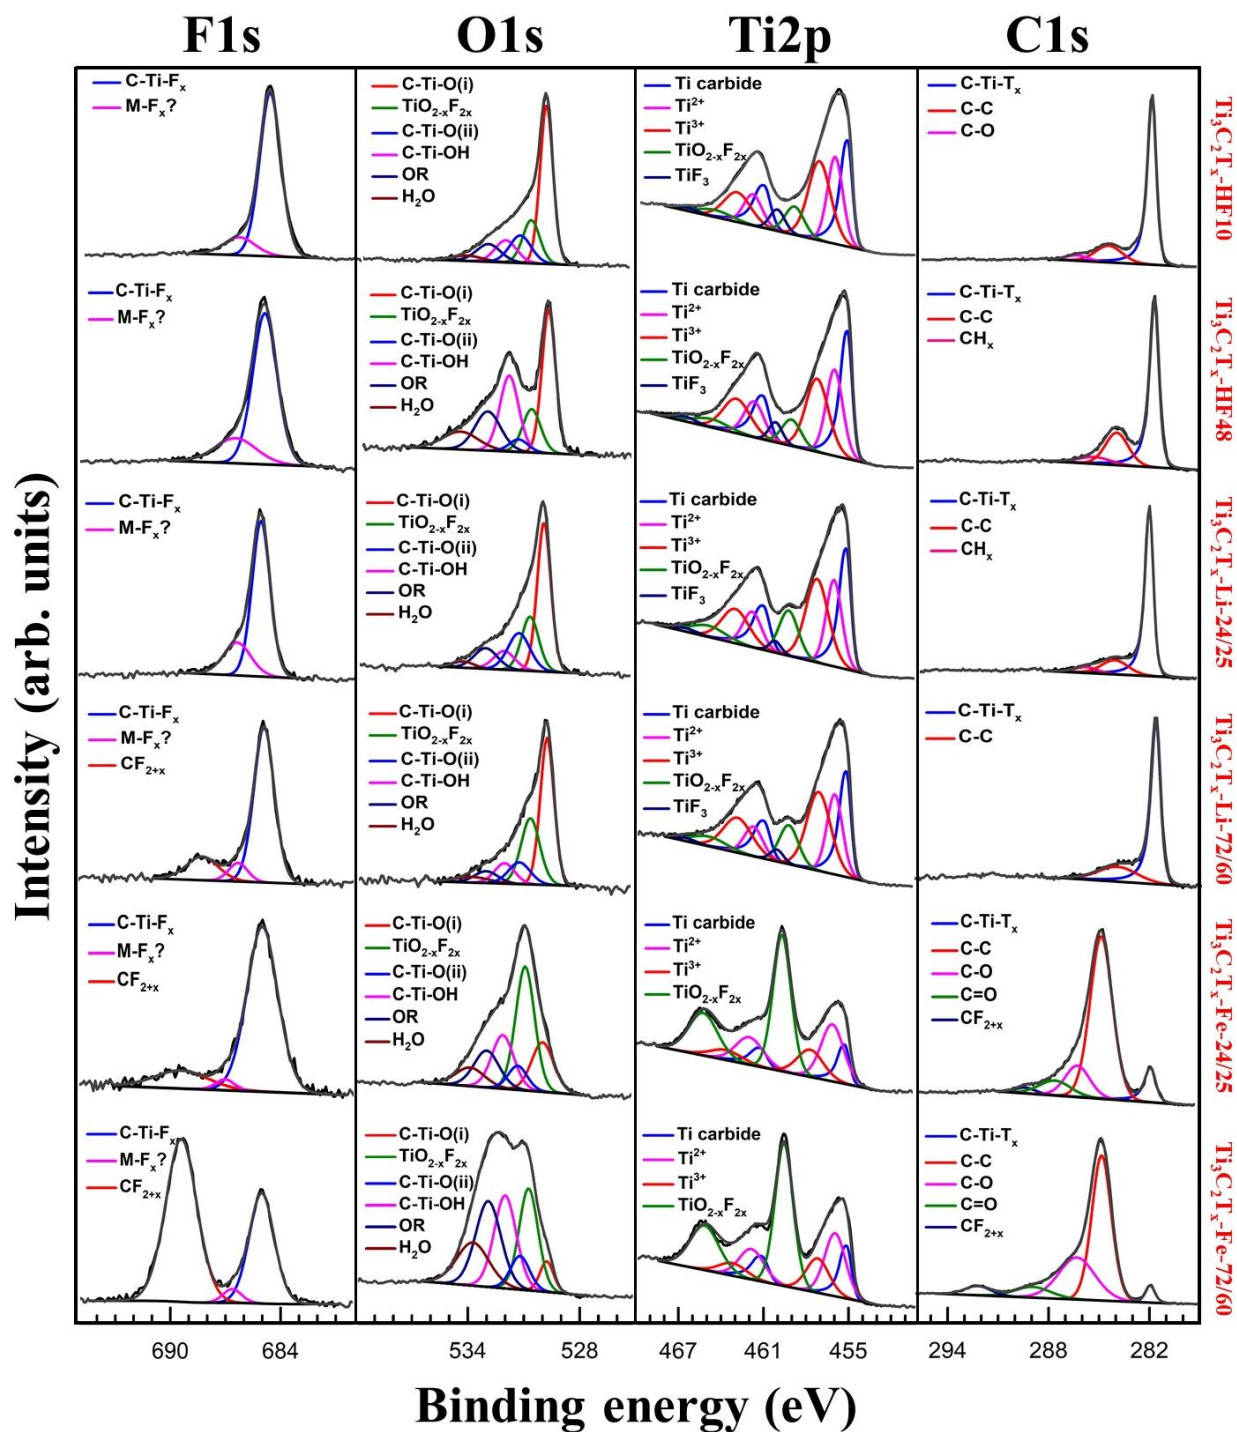 F1s
O1s
Ti2p
C1s
C-Ti-Fₓ
M-Fₓ?
C-Ti-O(i)
TiO₂₋ₓF₂ₓ
C-Ti-O(ii)
C-Ti-OH
OR
H₂O
Ti carbide
Ti²⁺
Ti³⁺
TiO₂₋ₓF₂ₓ
TiF₃
C-Ti-Tₓ
C-C
C-O
Ti₃C₂Tₓ-HF10
C-Ti-Fₓ
M-Fₓ?
C-Ti-O(i)
TiO₂₋ₓF₂ₓ
C-Ti-O(ii)
C-Ti-OH
OR
H₂O
Ti carbide
Ti²⁺
Ti³⁺
TiO₂₋ₓF₂ₓ
TiF₃
C-Ti-Tₓ
C-C
CHₓ
Ti₃C₂Tₓ-HF48
C-Ti-Fₓ
M-Fₓ?
C-Ti-O(i)
TiO₂₋ₓF₂ₓ
C-Ti-O(ii)
C-Ti-OH
OR
H₂O
Ti carbide
Ti²⁺
Ti³⁺
TiO₂₋ₓF₂ₓ
TiF₃
C-Ti-Tₓ
C-C
CHₓ
Ti₃C₂Tₓ-Li-24/25
C-Ti-Fₓ
M-Fₓ?
CF₂₊ₓ
C-Ti-O(i)
TiO₂₋ₓF₂ₓ
C-Ti-O(ii)
C-Ti-OH
OR
H₂O
Ti carbide
Ti²⁺
Ti³⁺
TiO₂₋ₓF₂ₓ
TiF₃
C-Ti-Tₓ
C-C
Ti₃C₂Tₓ-Li-72/60
C-Ti-Fₓ
M-Fₓ?
CF₂₊ₓ
C-Ti-O(i)
TiO₂₋ₓF₂ₓ
C-Ti-O(ii)
C-Ti-OH
OR
H₂O
Ti carbide
Ti²⁺
Ti³⁺
TiO₂₋ₓF₂ₓ
C-Ti-Tₓ
C-C
C-O
C=O
CF₂₊ₓ
Ti₃C₂Tₓ-Fe-24/25
C-Ti-Fₓ
M-Fₓ?
CF₂₊ₓ
C-Ti-O(i)
TiO₂₋ₓF₂ₓ
C-Ti-O(ii)
C-Ti-OH
OR
H₂O
Ti carbide
Ti²⁺
Ti³⁺
TiO₂₋ₓF₂ₓ
C-Ti-Tₓ
C-C
C-O
C=O
CF₂₊ₓ
Ti₃C₂Tₓ-Fe-72/60
Intensity (arb. units)
690 684 534 528 467 461 455 294 288 282
Binding energy (eV)